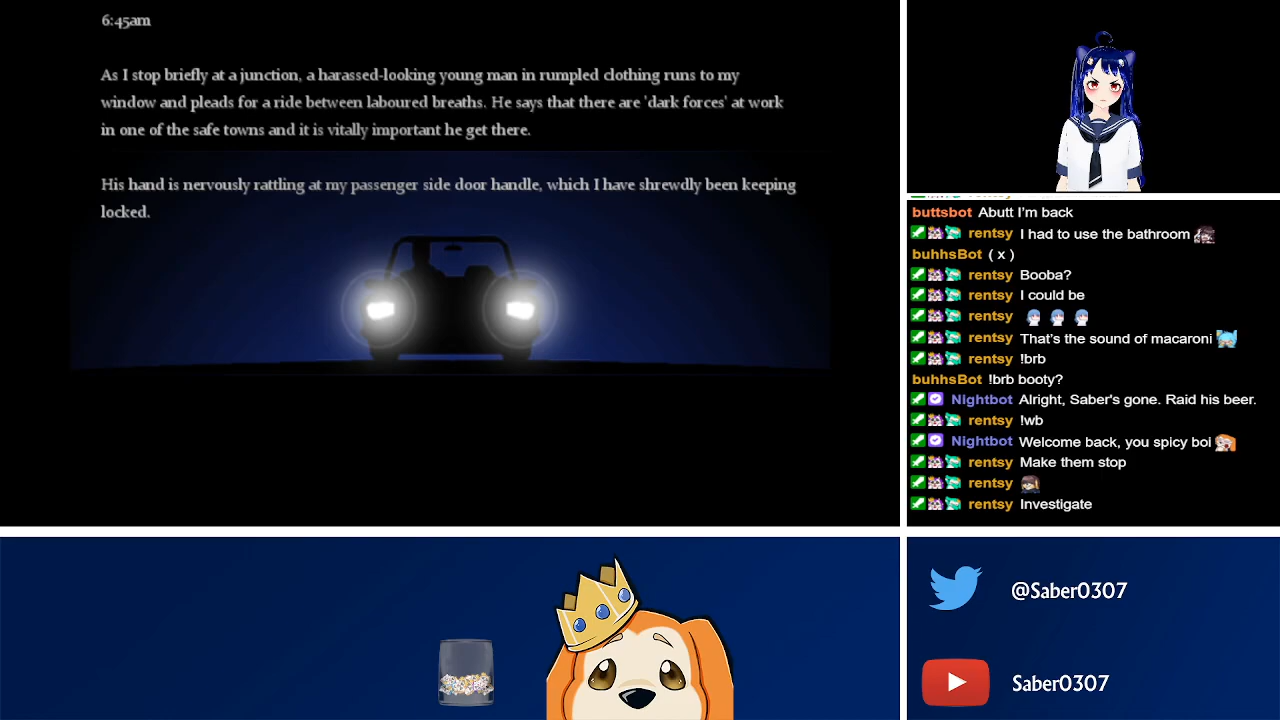 6:45am
As I stop briefly at a junction, a harassed-looking young man in rumpled clothing runs to my
window and pleads for a ride between laboured breaths. He says that there are 'dark forces' at work
in one of the safe towns and it is vitally important he get there.
His hand is nervously rattling at my passenger side door handle, which I have shrewdly been keeping
locked.
buttsbot Abutt I'm back
rentsy I had to use the bathroom
buhhsBot ( x )
rentsy Booba?
rentsy I could be
rentsy
rentsy That's the sound of macaroni
rentsy !brb
buhhsBot !brb booty?
Nightbot Alright, Saber's gone. Raid his beer.
rentsy !wb
Nightbot Welcome back, you spicy boi
rentsy Make them stop
rentsy
rentsy Investigate
@Saber0307
Saber0307